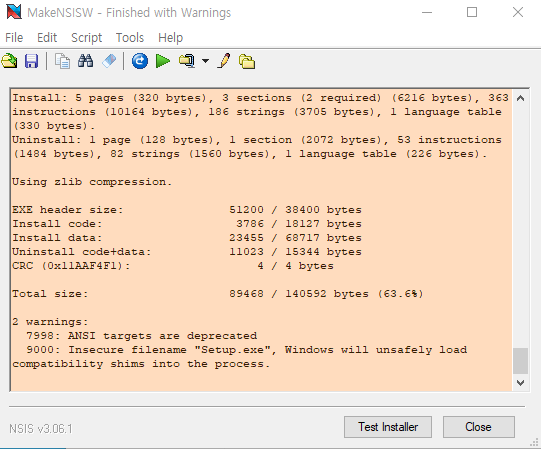 MakeNSISW - Finished with Warnings
File Edit Script Tools Help
Install: 5 pages (320 bytes), 3 sections (2 required) (6216 bytes), 363
instructions (10164 bytes), 186 strings (3705 bytes), 1 language table
(330 bytes).
Uninstall: 1 page (128 bytes), 1 section (2072 bytes), 53 instructions
(1484 bytes), 82 strings (1560 bytes), 1 language table (226 bytes).
Using zlib compression.
EXE header size: 51200 / 38400 bytes
Install code: 3786 / 18127 bytes
Install data: 23455 / 68717 bytes
Uninstall code+data: 11023 / 15344 bytes
CRC (0x11AAF4F1): 4 / 4 bytes
Total size: 89468 / 140592 bytes (63.6%)
2 warnings:
7998: ANSI targets are deprecated
9000: Insecure filename "Setup.exe", Windows will unsafely load
compatibility shims into the process.
NSIS v3.06.1 Test Installer Close